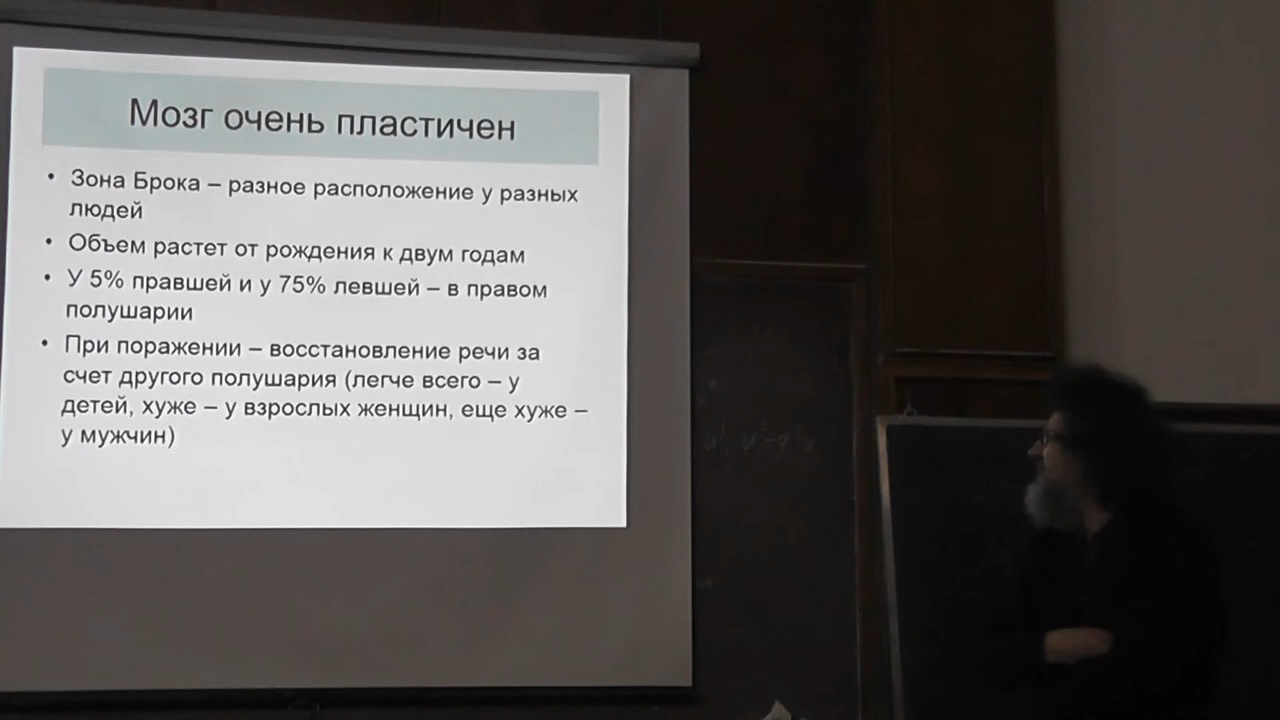 Мозг очень пластичен
• Зона Брока – разное расположение у разных
людей
• Объем растет от рождения к двум годам
• У 5% правшей и у 75% левшей – в правом
полушарии
• При поражении – восстановление речи за
счет другого полушария (легче всего – у
детей, хуже – у взрослых женщин, еще хуже –
у мужчин)